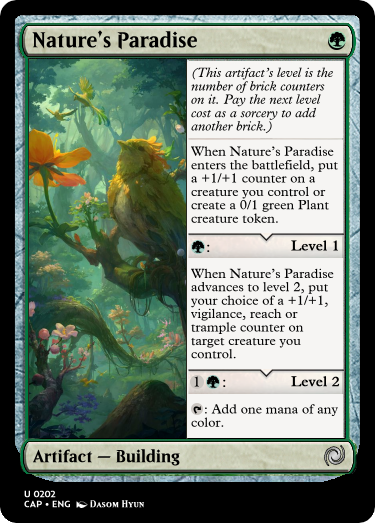 Nature's Paradise
(This artifact's level is the
number of brick counters
on it. Pay the next level
cost as a sorcery to add
another brick.)
When Nature's Paradise
enters the battlefield, put
a +1/+1 counter on a
creature you control or
create a 0/1 green Plant
creature token.
: Level 1
When Nature's Paradise
advances to level 2, put
your choice of a +1/+1,
vigilance, reach or
trample counter on
target creature you
control.
1 : Level 2
: Add one mana of any
color.
Artifact — Building
U 0202
CAP • ENG Dasom Hyun